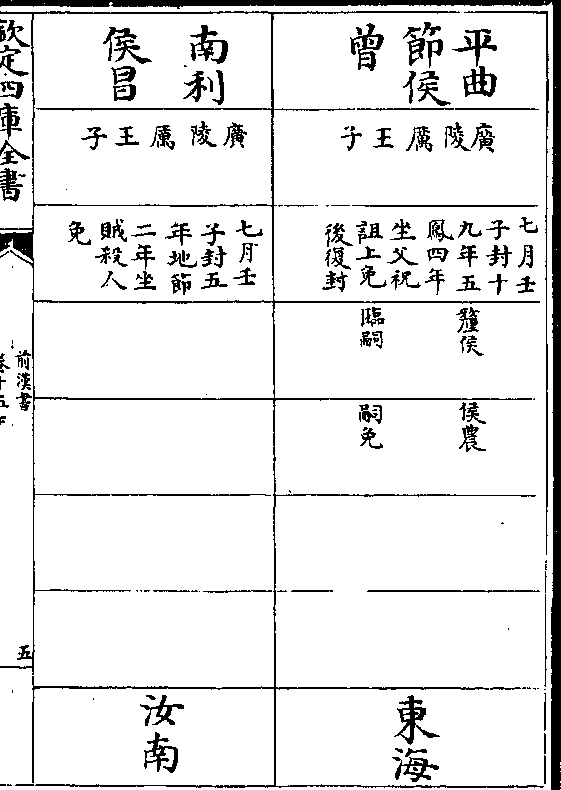 平曲
節侯
曾
廣陵厲王子
七月壬
子封十
九年五
鳳四年
坐父祝
詛上免
後復封
釐侯
臨嗣
侯農
嗣免
東海
南利
侯昌
廣陵厲王子
七月壬
子封五
年地節
二年坐
賊殺人
免
汝南
欽定四庫全書
前漢書
卷十五下
五